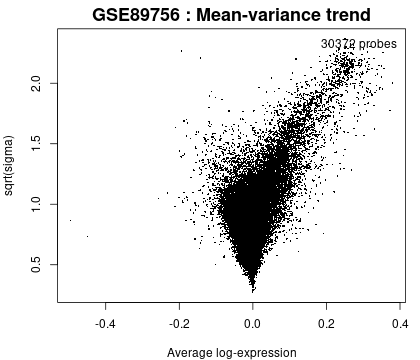 GSE89756 : Mean-variance trend
30372 probes
sqrt(sigma)
2.0
1.5
1.0
0.5
-0.4 -0.2 0.0 0.2 0.4
Average log-expression